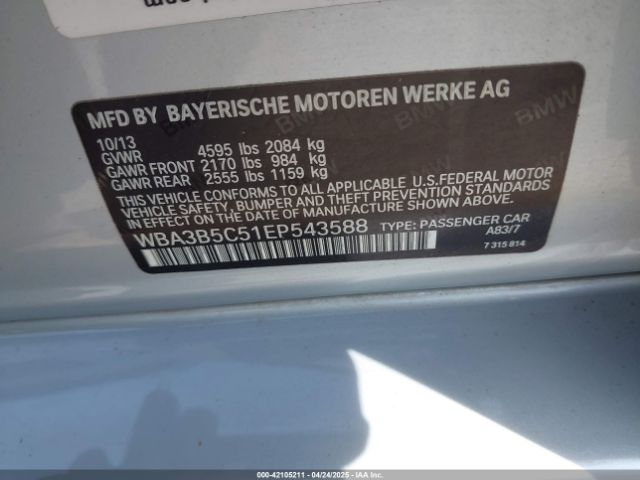 MFD BY BAYERISCHE MOTOREN WERKE AG
10/13
GVWR 4595 lbs 2084 kg
GAWR FRONT 2170 lbs 984 kg
GAWR REAR 2555 lbs 1159 kg
THIS VEHICLE CONFORMS TO ALL APPLICABLE U.S.FEDERAL MOTOR
VEHICLE SAFETY, BUMPER, AND THEFT PREVENTION STANDARDS
IN EFFECT ON THE DATE OF MANUFACTURE SHOWN ABOVE.
WBA3B5C51EP543588 TYPE: PASSENGER CAR
A83/7
7 315 814
000-42105211 - 04/24/2025 - IAAI.com